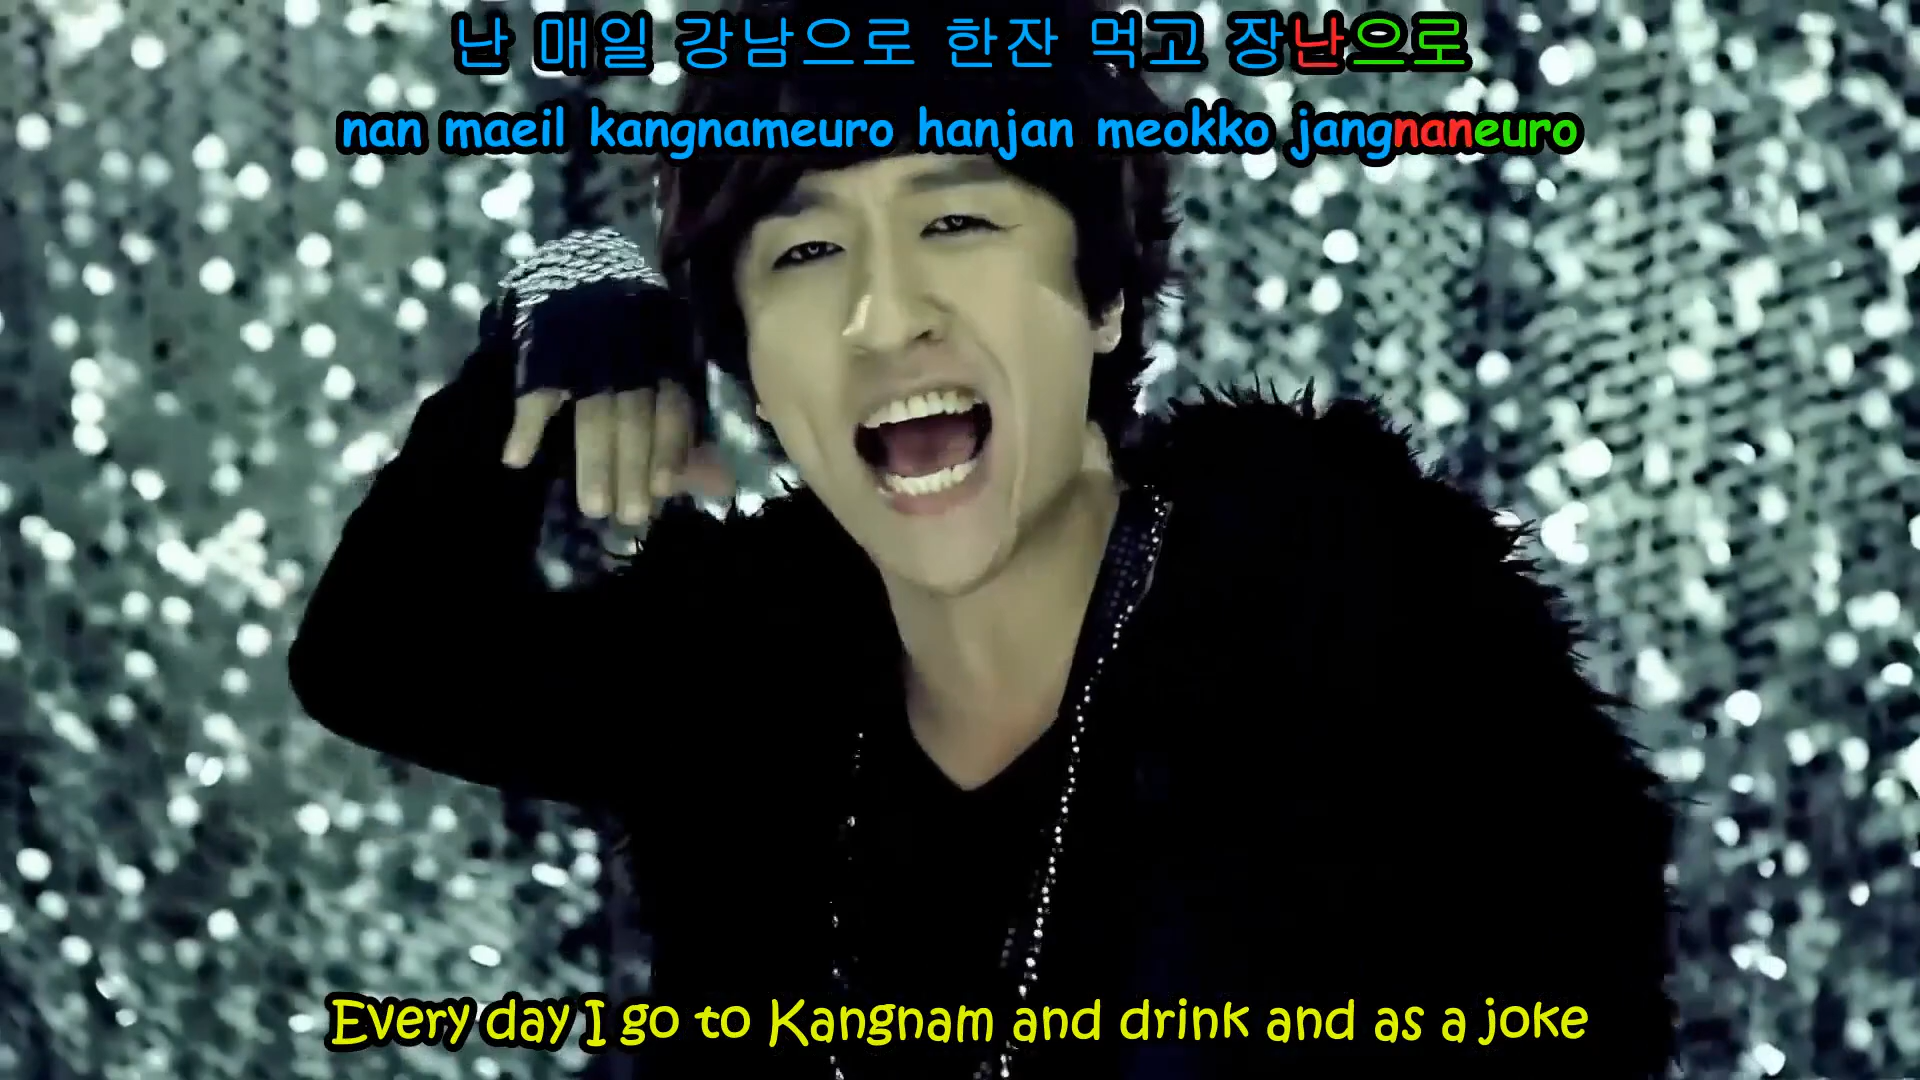 난 매일 강남으로 한잔 먹고 장난으로
nan maeil kangnameuro hanjan meokko jangnaneuro
Every day I go to Kangnam and drink and as a joke